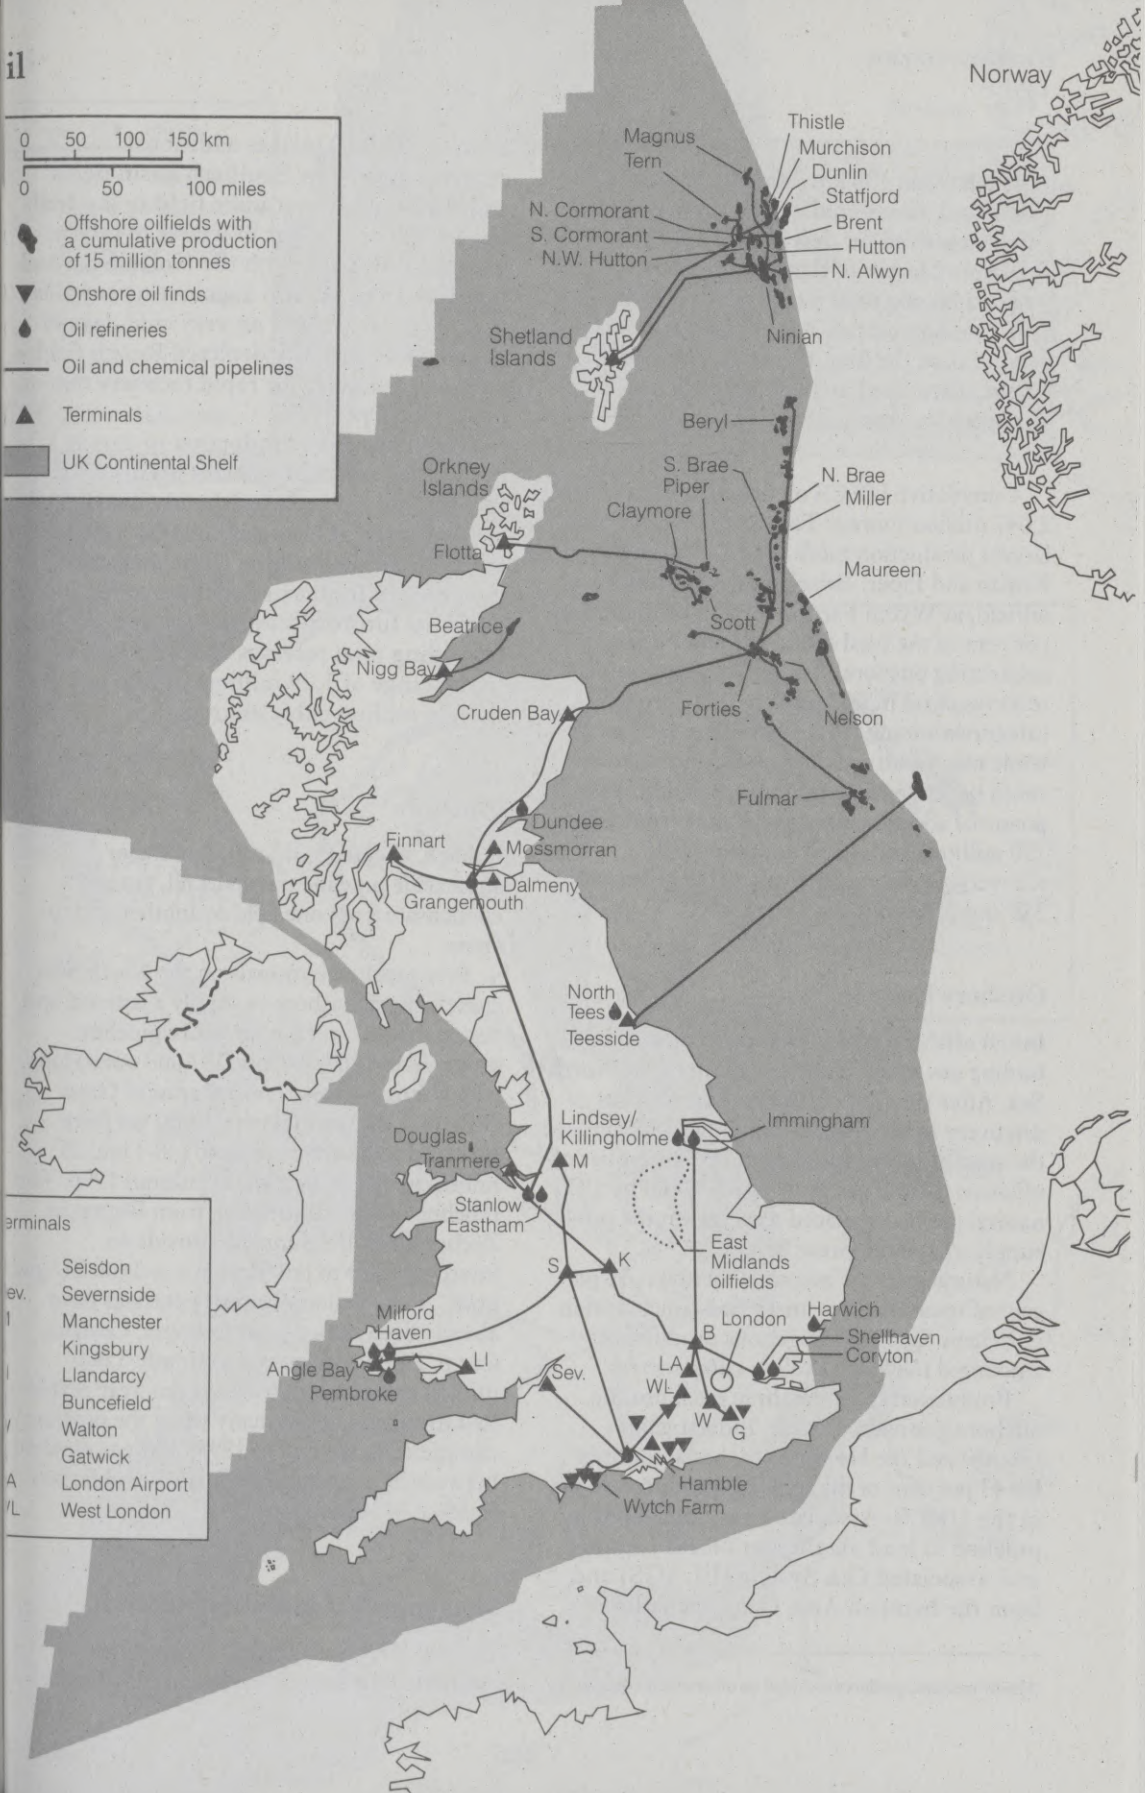 il
0 50 100 150 km
0 50 100 miles
Offshore oilfields with
a cumulative production
of 15 million tonnes
Onshore oil finds
Oil refineries
Oil and chemical pipelines
Terminals
UK Continental Shelf
Norway
Thistle
Magnus
Murchison
Tern
Dunlin
Statfjord
N. Cormorant
Brent
S. Cormorant
Hutton
N.W. Hutton
N. Alwyn
Shetland
Islands
Ninian
Beryl
Orkney
Islands
S. Brae
Piper
N. Brae
Miller
Claymore
Flotta
Maureen
Beatrice
Scott
Nigg Bay
Cruden Bay
Forties
Nelson
Fulmar
Dundee
Finnart
Mossmorran
Dalmeny
Grangemouth
North
Tees
Teesside
Lindsey/
Killingholme
Immingham
Douglas
Tranmere
M
Stanlow
Eastham
East
Midlands
oilfields
S
K
Milford
Haven
London
Harwich
B
Shellhaven
Coryton
Angle Bay
Pembroke
Ll
Sev.
LA
WL
W
G
Hamble
Wytch Farm
erminals
Seisdon
ev. Severnside
Manchester
Kingsbury
Llandarcy
Buncefield
Walton
Gatwick
A London Airport
/L West London